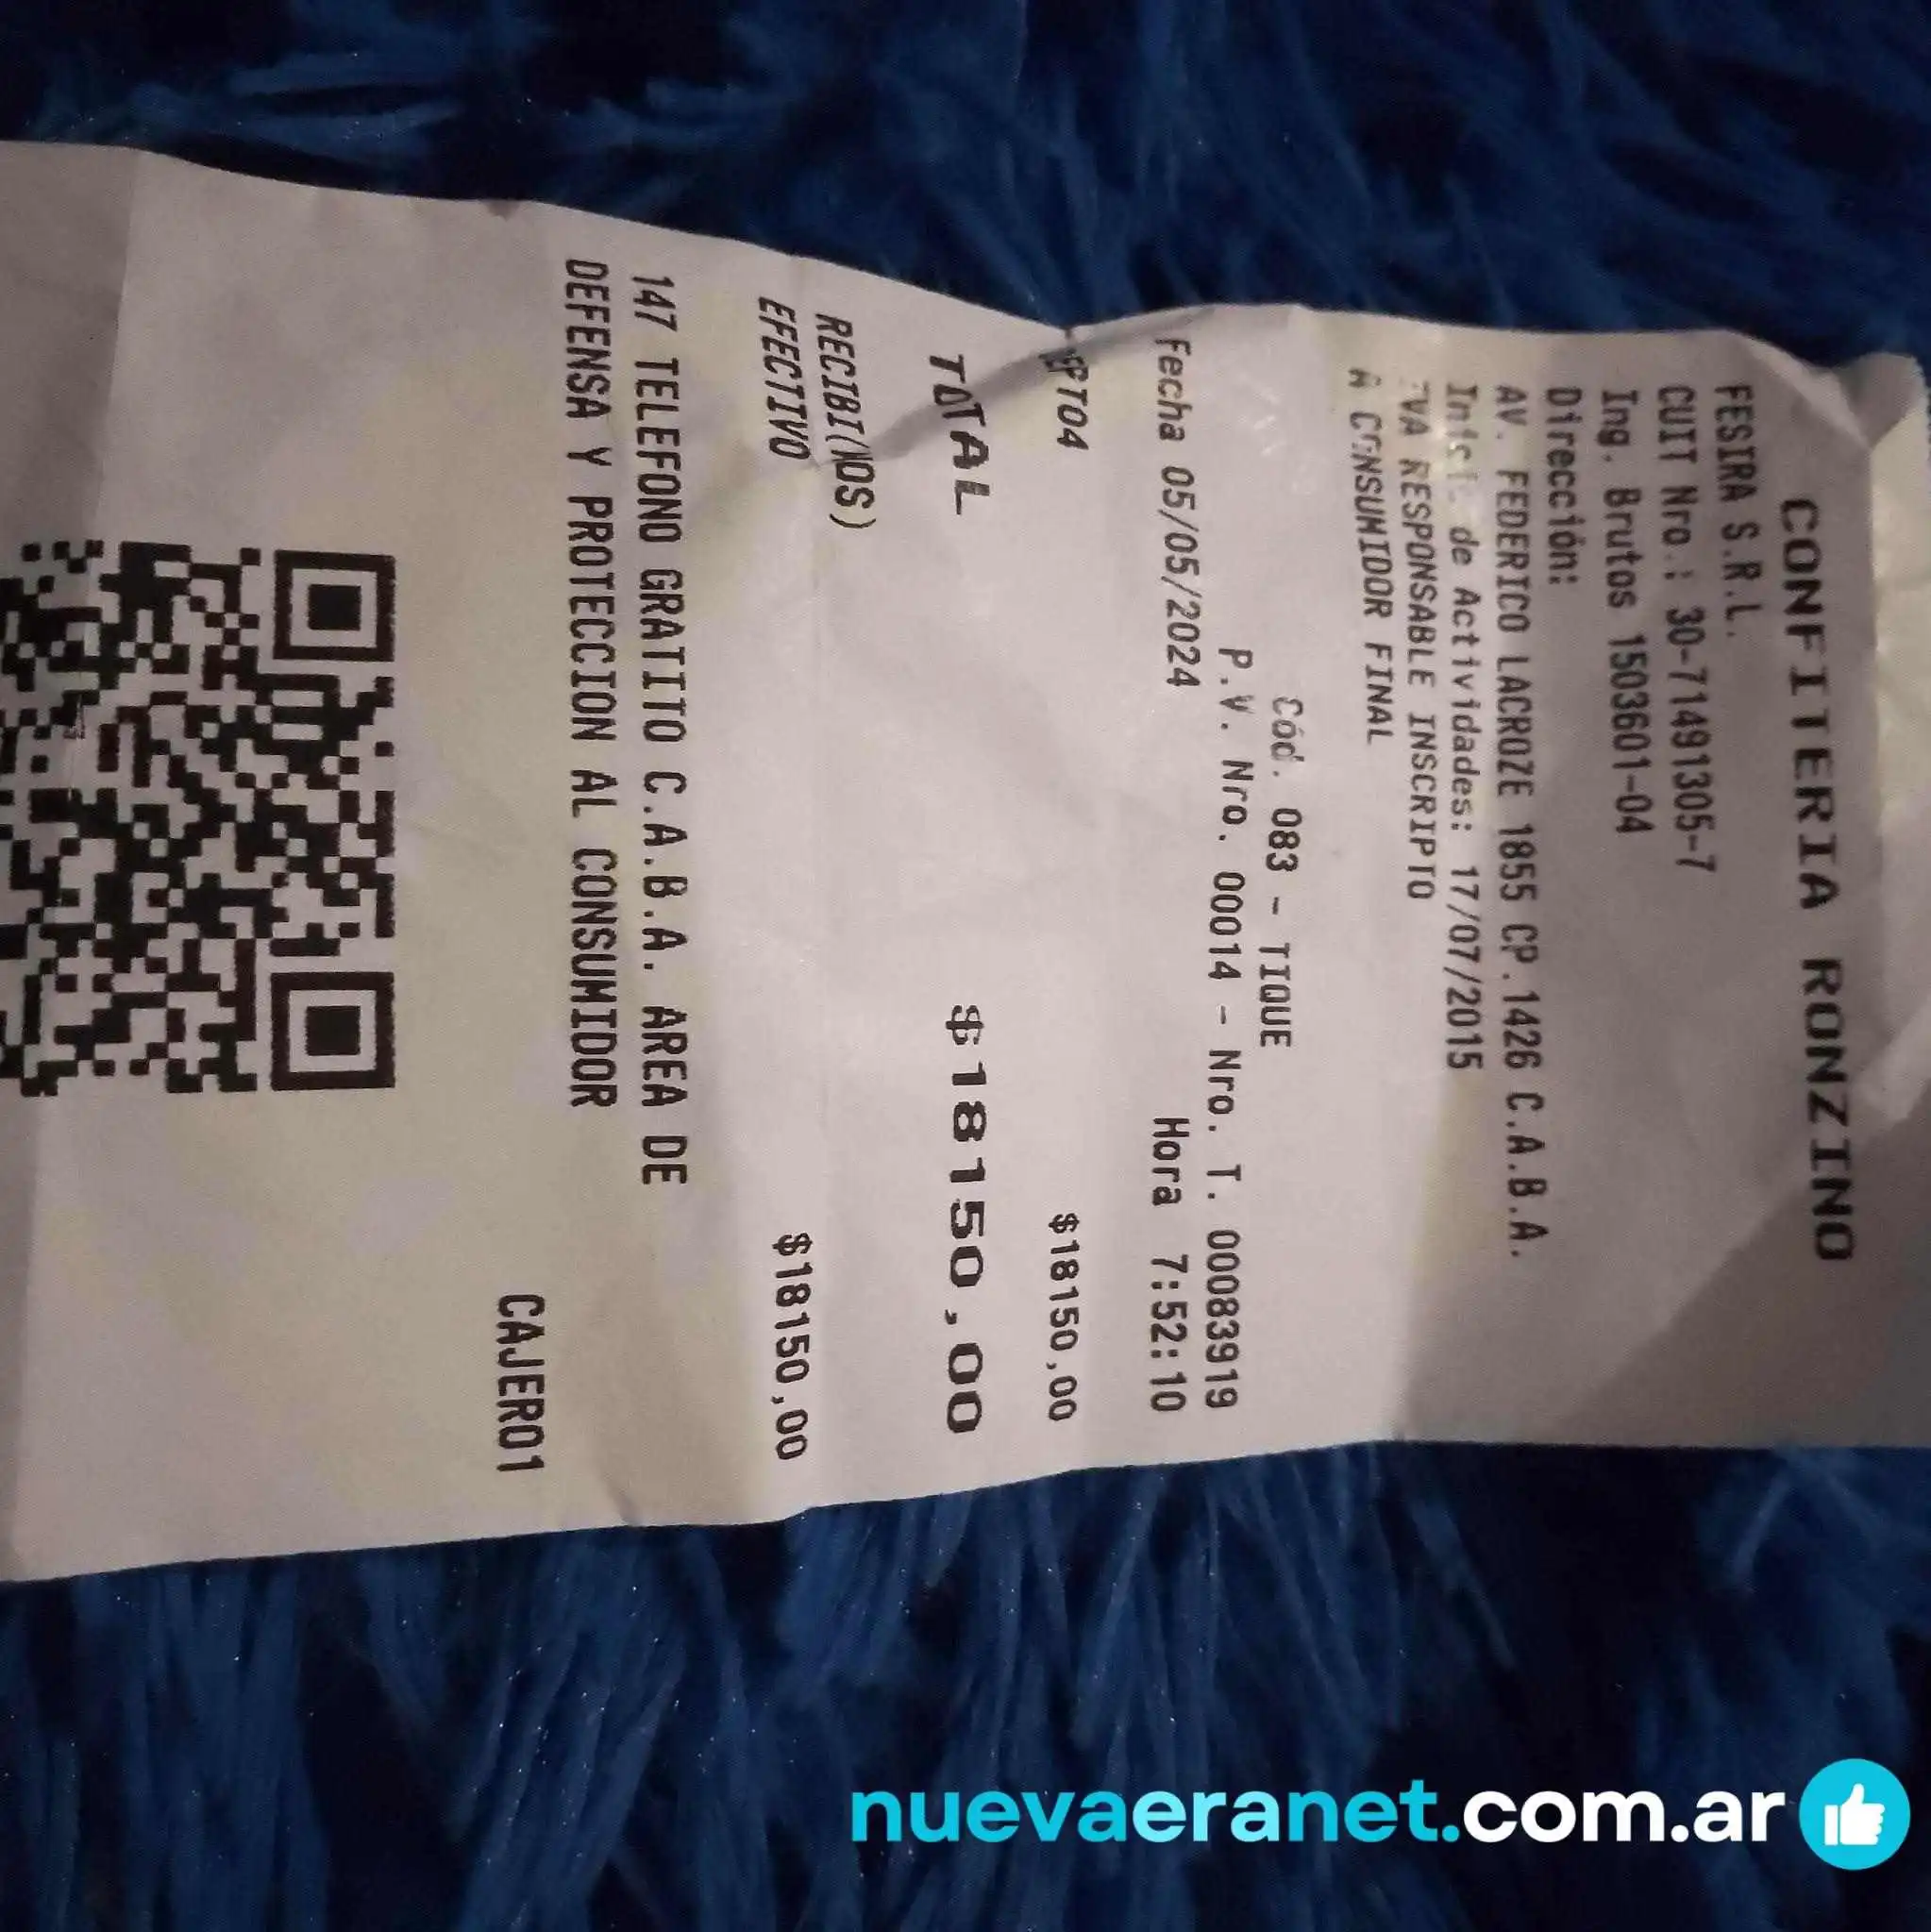 CONFITERIA RONZINO
FESIRA S.R.L.
CUIT Nro.: 30-71491305-7
Ing. Brutos 1503601-04
Dirección:
AV. FEDERICO LACROZE 1855 CP.1426 C.A.B.A.
Inicio de Actividades: 17/07/2015
IVA RESPONSABLE INSCRIPTO
A CONSUMIDOR FINAL
Cód. 083 - TIQUE
P.V. Nro. 00014 - Nro. T. 00083919
Fecha 05/05/2024 Hora 7:52:10
$18150,00
TOTAL $18150,00
RECIBI(MOS)
EFECTIVO $18150,00
147 TELEFONO GRATITO C.A.B.A. AREA DE
DEFENSA Y PROTECCION AL CONSUMIDOR
CAJERO1
nuevaeranet.com.ar